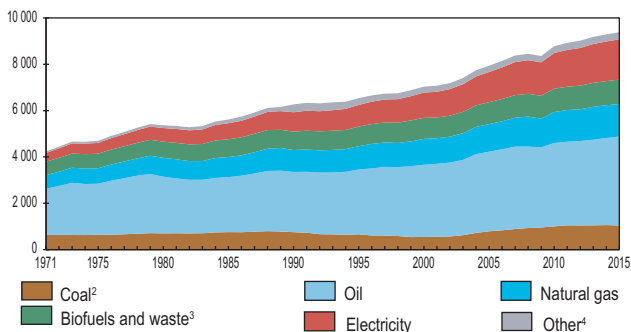 10 000
8 000
6 000
4 000
2 000
0
1971 1975 1980 1985 1990 1995 2000 2005 2010 2015
Coal² Oil Natural gas
Biofuels and waste³ Electricity Other⁴